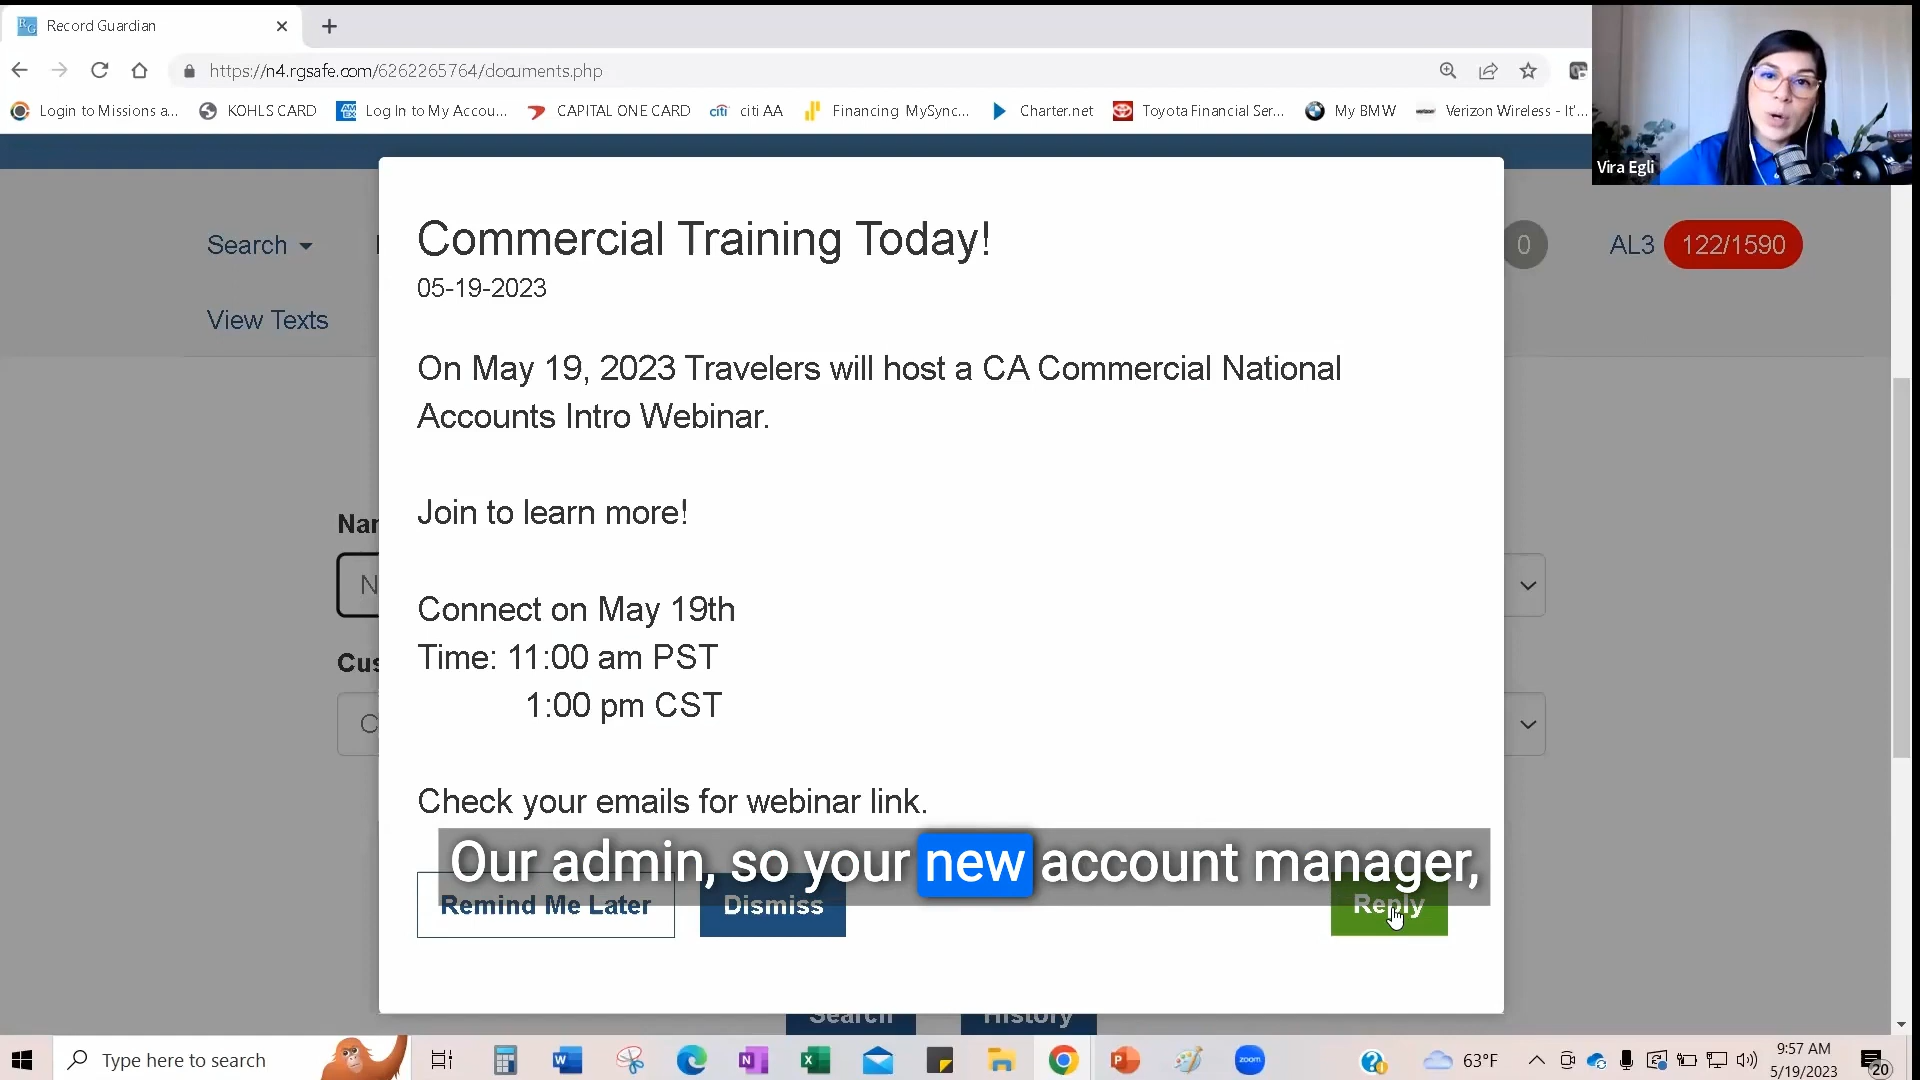 Record Guardian
https://n4.rgsafe.com/6262265764/documents.php
Login to Missions a...
KOHLS CARD
Log In to My Accou...
CAPITAL ONE CARD
citi
citi AA
Financing MySync...
Charter.net
Toyota Financial Ser...
My BMW
Verizon Wireless - It'...
Vira Egli
Search
0
AL3
122/1590
View Texts
Commercial Training Today!
05-19-2023
On May 19, 2023 Travelers will host a CA Commercial National
Accounts Intro Webinar.
Join to learn more!
Connect on May 19th
Time: 11:00 am PST
1:00 pm CST
Check your emails for webinar link.
Our admin, so your new account manager,
Remind Me Later
Dismiss
Reply
Search
History
Type here to search
zoom
63°F
9:57 AM
5/19/2023
20